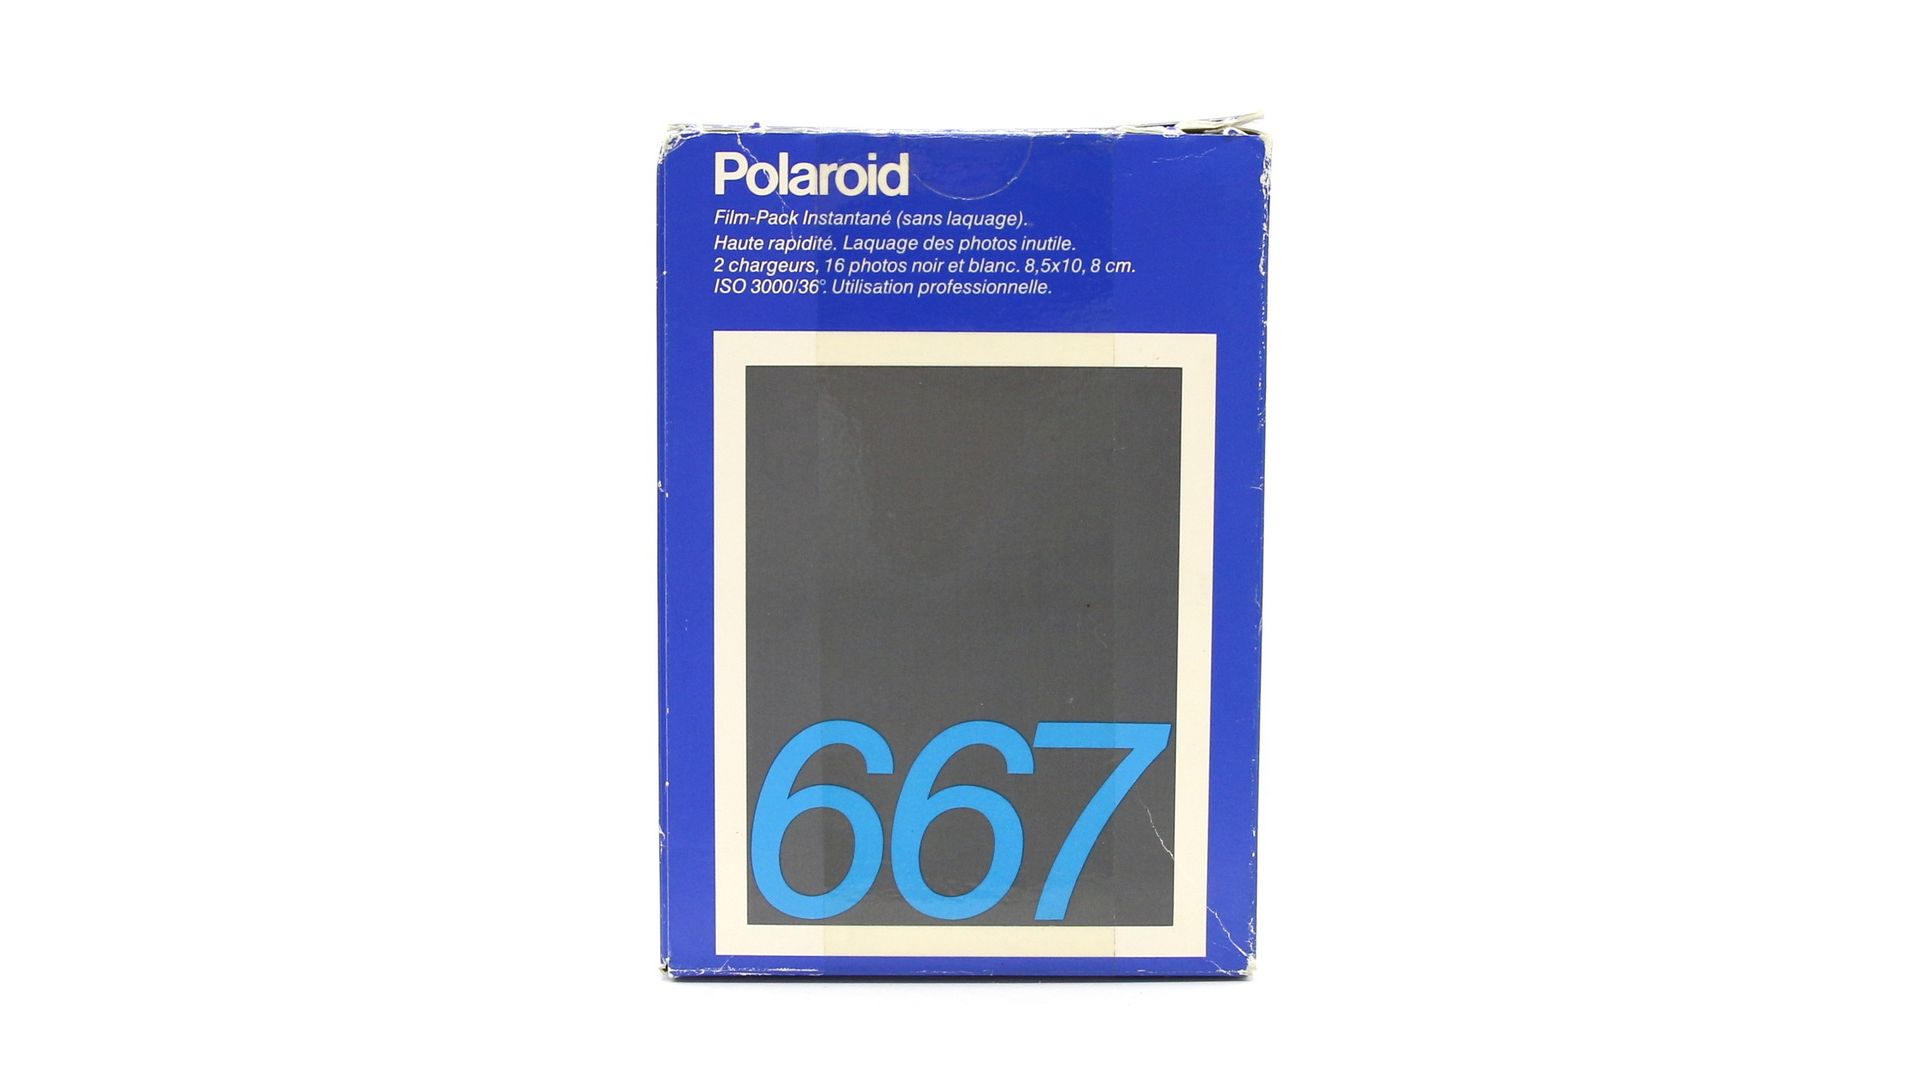 Polaroid
Film-Pack Instantané (sans laquage).
Haute rapidité. Laquage des photos inutile.
2 chargeurs, 16 photos noir et blanc. 8,5x10, 8 cm.
ISO 3000/36°. Utilisation professionnelle.
667